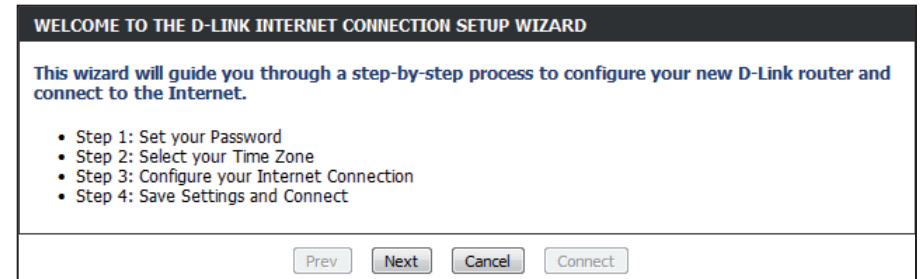 WELCOME TO THE D-LINK INTERNET CONNECTION SETUP WIZARD
This wizard will guide you through a step-by-step process to configure your new D-Link router and
connect to the Internet.
• Step 1: Set your Password
• Step 2: Select your Time Zone
• Step 3: Configure your Internet Connection
• Step 4: Save Settings and Connect
Prev Next Cancel Connect